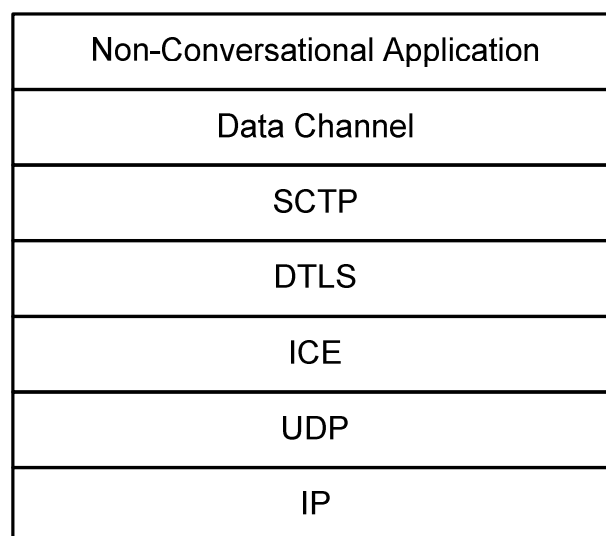 Non-Conversational Application
Data Channel
SCTP
DTLS
ICE
UDP
IP